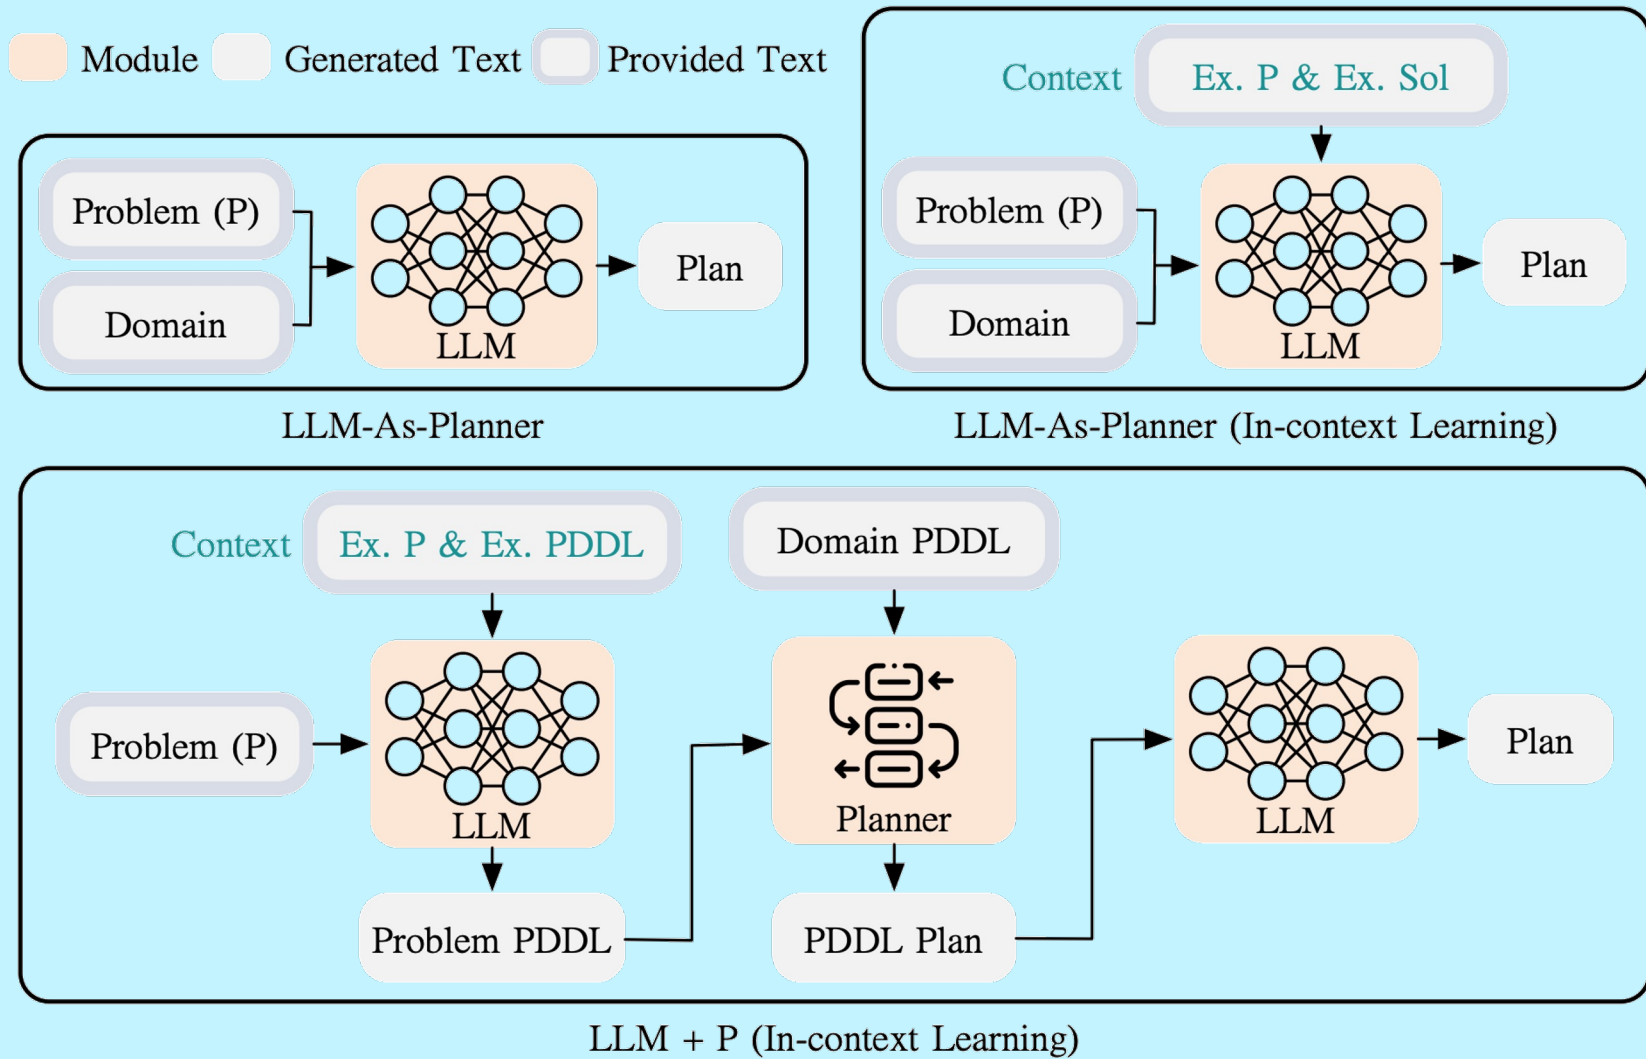 Module
Generated Text
Provided Text
Problem (P)
Domain
LLM
Plan
LLM-As-Planner
Context
Ex. P & Ex. Sol
Problem (P)
Domain
LLM
Plan
LLM-As-Planner (In-context Learning)
Context
Ex. P & Ex. PDDL
Domain PDDL
Problem (P)
LLM
Planner
LLM
Plan
Problem PDDL
PDDL Plan
LLM + P (In-context Learning)